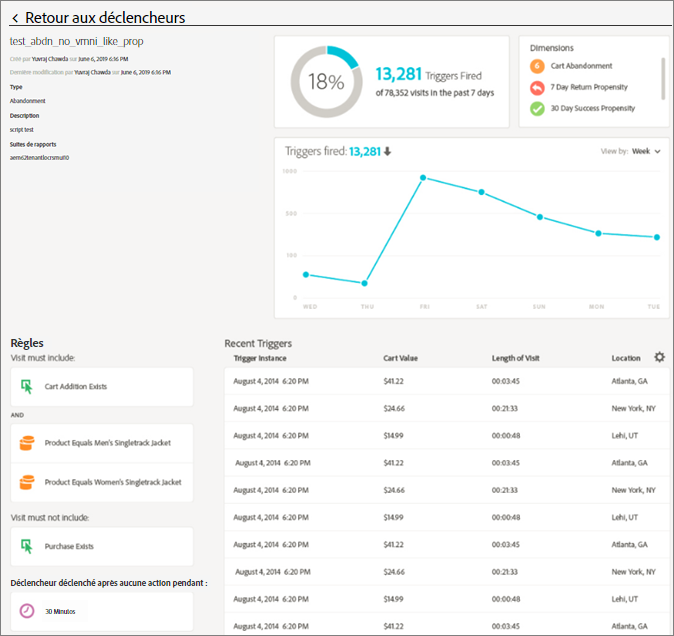 Retour aux déclencheurs
test_abdn_no_vmni_like_prop
Créé par Yuvraj Chawda sur June 6, 2019 6:16 PM
Dernière modification par Yuvraj Chawda sur June 6, 2019 6:16 PM
Type
Abandonment
Description
script test
Suites de rapports
18%
13,281 Triggers Fired
of 78,352 visits in the past 7 days
Dimensions
6 Cart Abandonment
7 Day Return Propensity
30 Day Success Propensity
Triggers fired: 13,281
View by: Week
1000
500
100
0
WED THU FRI SAT SUN MON TUE
Règles
Visit must include:
Cart Addition Exists
AND
Product Equals Men's Singletrack Jacket
Product Equals Women's Singletrack Jacket
Visit must not include:
Purchase Exists
Déclencheur déclenché après aucune action pendant :
30 Minutos
Recent Triggers
Trigger Instance Cart Value Length of Visit Location
August 4, 2014 6:20 PM $41.22 00:03:45 Atlanta, GA
August 4, 2014 6:20 PM $24.66 00:21:33 New York, NY
August 4, 2014 6:20 PM $14.99 00:00:48 Lehi, UT
August 4, 2014 6:20 PM $41.22 00:03:45 Atlanta, GA
August 4, 2014 6:20 PM $24.66 00:21:33 New York, NY
August 4, 2014 6:20 PM $14.99 00:00:48 Lehi, UT
August 4, 2014 6:20 PM $41.22 00:03:45 Atlanta, GA
August 4, 2014 6:20 PM $24.66 00:21:33 New York, NY
August 4, 2014 6:20 PM $14.99 00:00:48 Lehi, UT
August 4, 2014 6:20 PM $41.22 00:03:45 Atlanta, GA